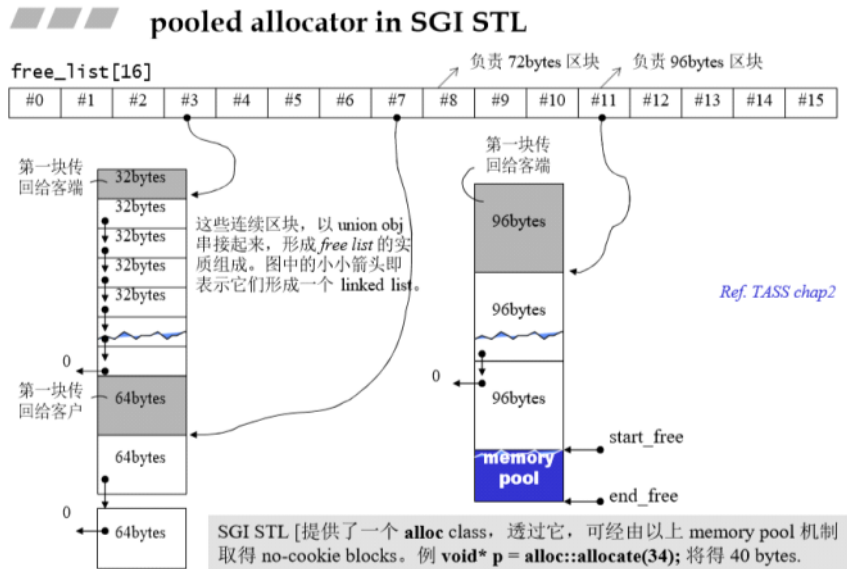 pooled allocator in SGI STL
负责 72bytes 区块
负责 96bytes 区块
free_list[16]
#0 #1 #2 #3 #4 #5 #6 #7 #8 #9 #10 #11 #12 #13 #14 #15
第一块传
回给客端
32bytes
32bytes
32bytes
32bytes
32bytes
0
这些连续区块，以 union obj
串接起来，形成 free list 的实
质组成。图中的小小箭头即
表示它们形成一个 linked list。
第一块传
回给客户
64bytes
64bytes
0
64bytes
第一块传
回给客端
96bytes
96bytes
0
96bytes
memory
pool
start_free
end_free
Ref. TASS chap2
SGI STL [提供了一个 alloc class，透过它，可经由以上 memory pool 机制
取得 no-cookie blocks。例 void* p = alloc::allocate(34); 将得 40 bytes.